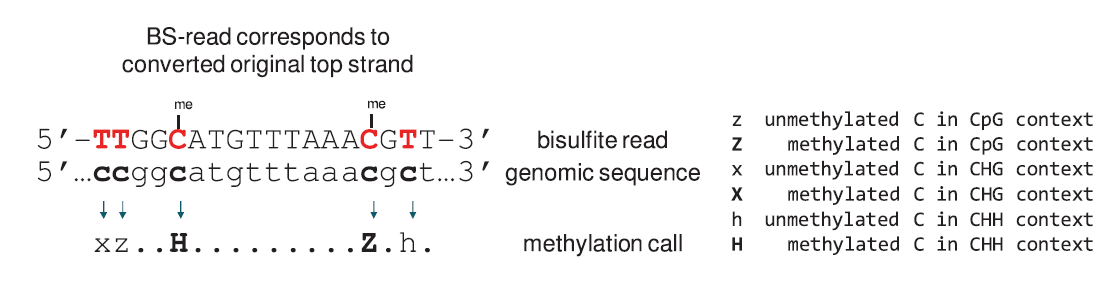 BS-read corresponds to
converted original top strand
me me
5’-TTGGCATGTTTAAACGTT-3’ bisulfite read
5’…ccggcatgtttaaacgct…3’ genomic sequence
xz..H.........Z.h. methylation call
z unmethylated C in CpG context
Z methylated C in CpG context
x unmethylated C in CHG context
X methylated C in CHG context
h unmethylated C in CHH context
H methylated C in CHH context